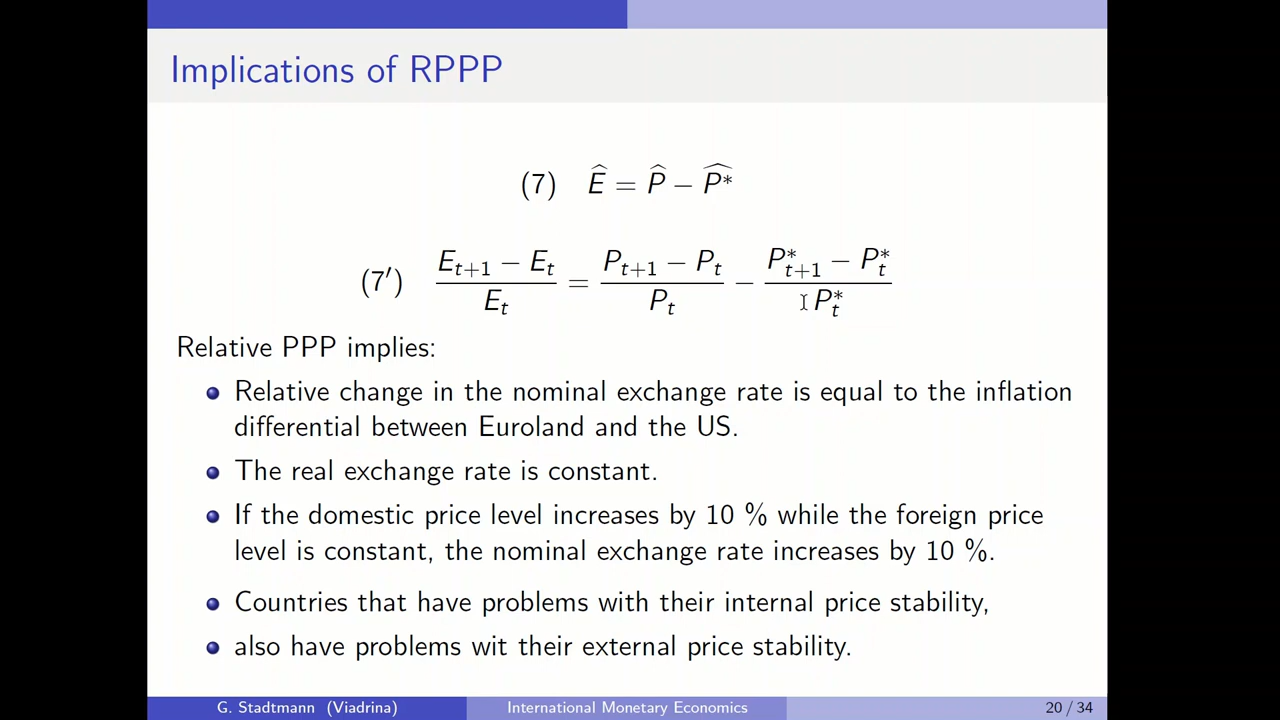 Implications of RPPP
(7) Ê = P̂ − P̂*
(7′) (E_{t+1} − E_t) / E_t = (P_{t+1} − P_t) / P_t − (P*_{t+1} − P*_t) / P*_t
Relative PPP implies:
Relative change in the nominal exchange rate is equal to the inflation
differential between Euroland and the US.
The real exchange rate is constant.
If the domestic price level increases by 10 % while the foreign price
level is constant, the nominal exchange rate increases by 10 %.
Countries that have problems with their internal price stability,
also have problems wit their external price stability.
G. Stadtmann (Viadrina) International Monetary Economics 20 / 34